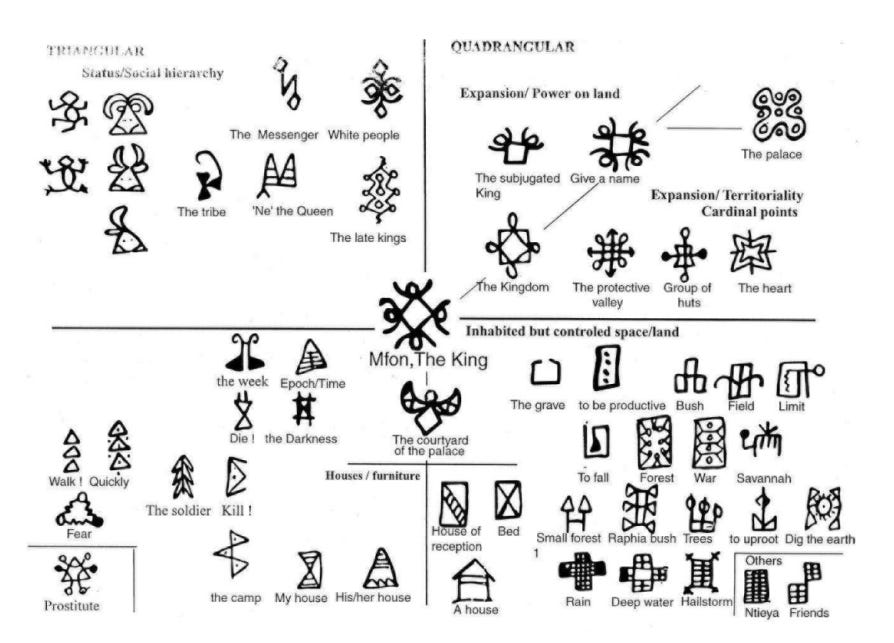 TRIANGULAR
Status/Social hierarchy
The Messenger
White people
The tribe
'Ne' the Queen
The late kings
QUADRANGULAR
Expansion/ Power on land
The palace
The subjugated
King
Give a name
Expansion/ Territoriality
Cardinal points
The Kingdom
The protective
valley
Group of
huts
The heart
Mfon,The King
the week
Epoch/Time
Die !
the Darkness
The courtyard
of the palace
Walk !
Quickly
The soldier
Kill !
Fear
Prostitute
the camp
My house
His/her house
Houses / furniture
House of
reception
Bed
A house
Inhabited but controled space/land
The grave
to be productive
Bush
Field
Limit
To fall
Forest
War
Savannah
Small forest
1
Raphia bush
Trees
to uproot
Dig the earth
Rain
Deep water
Hailstorm
Others
Ntieya
Friends